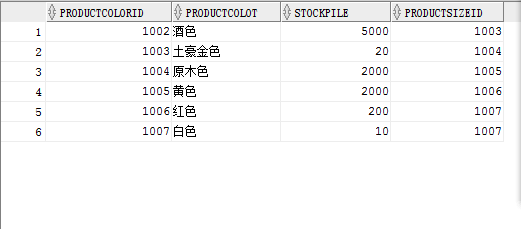 PRODUCTCOLORID PRODUCTCOLOT STOCKPILE PRODUCTSIZEID
1 1002 酒色 5000 1003
2 1003 土豪金色 20 1004
3 1004 原木色 2000 1005
4 1005 黄色 2000 1006
5 1006 红色 200 1007
6 1007 白色 10 1007